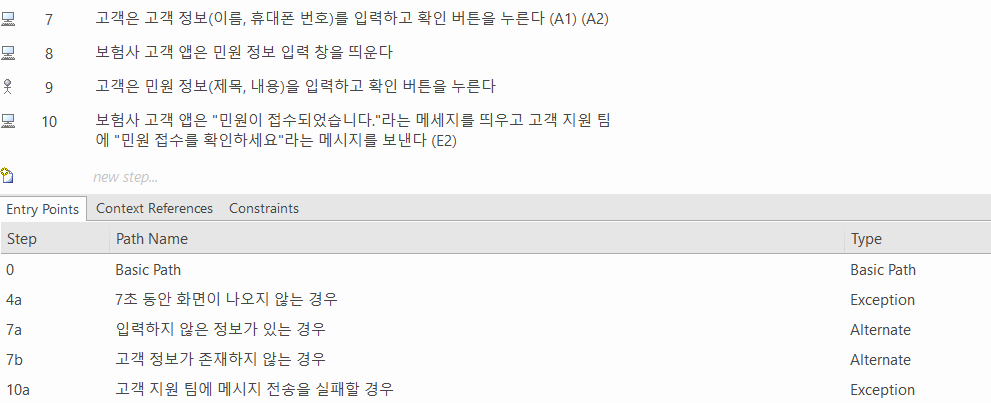 7 고객은 고객 정보(이름, 휴대폰 번호)를 입력하고 확인 버튼을 누른다 (A1) (A2)
8 보험사 고객 앱은 민원 정보 입력 창을 띄운다
9 고객은 민원 정보(제목, 내용)을 입력하고 확인 버튼을 누른다
10 보험사 고객 앱은 "민원이 접수되었습니다."라는 메세지를 띄우고 고객 지원 팀
에 "민원 접수를 확인하세요"라는 메시지를 보낸다 (E2)
new step...
Entry Points Context References Constraints
Step Path Name Type
0 Basic Path Basic Path
4a 7초 동안 화면이 나오지 않는 경우 Exception
7a 입력하지 않은 정보가 있는 경우 Alternate
7b 고객 정보가 존재하지 않는 경우 Alternate
10a 고객 지원 팀에 메시지 전송을 실패할 경우 Exception